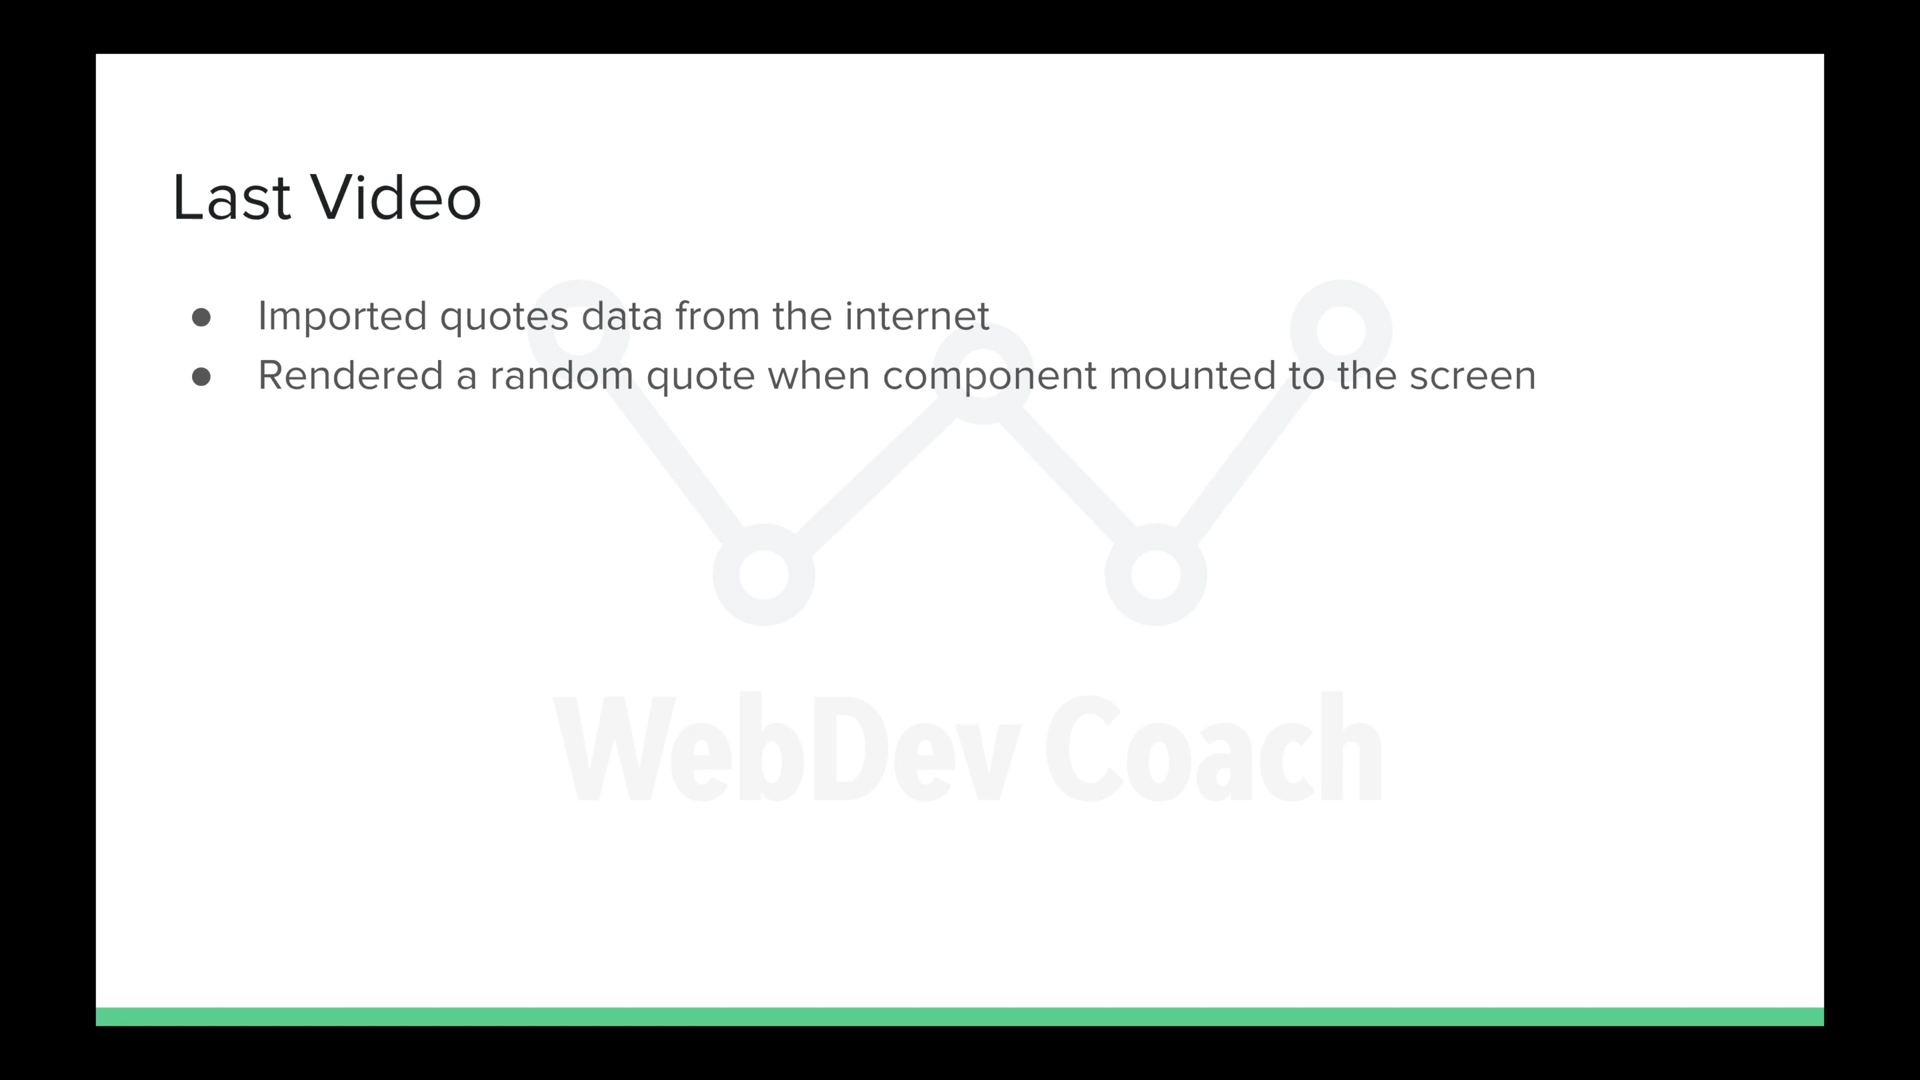 Last Video
● Imported quotes data from the internet
● Rendered a random quote when component mounted to the screen
WebDev Coach